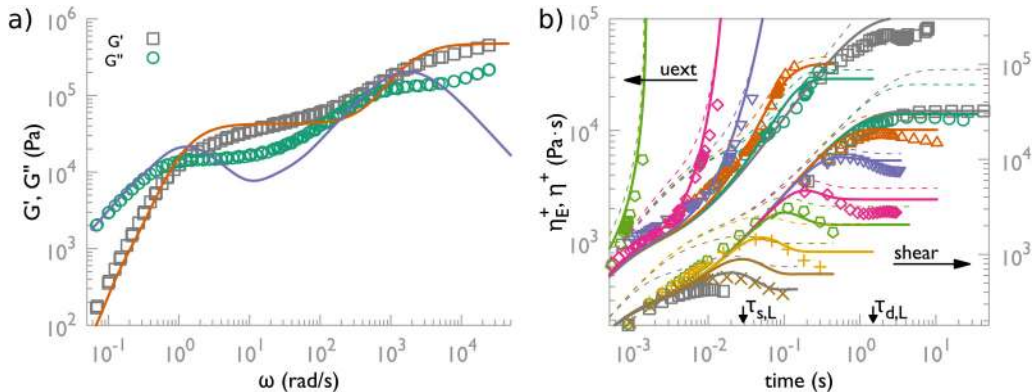 a)
G', G" (Pa)
10^6
10^5
10^4
10^3
10^2
G'
G"
10^-1
10^0
10^1
10^2
10^3
10^4
ω (rad/s)
b)
η_E^+, η^+ (Pa·s)
10^5
10^4
10^3
uext
shear
τ_s,L
τ_d,L
10^4
10^3
10^-3
10^-2
10^-1
10^0
10^1
time (s)